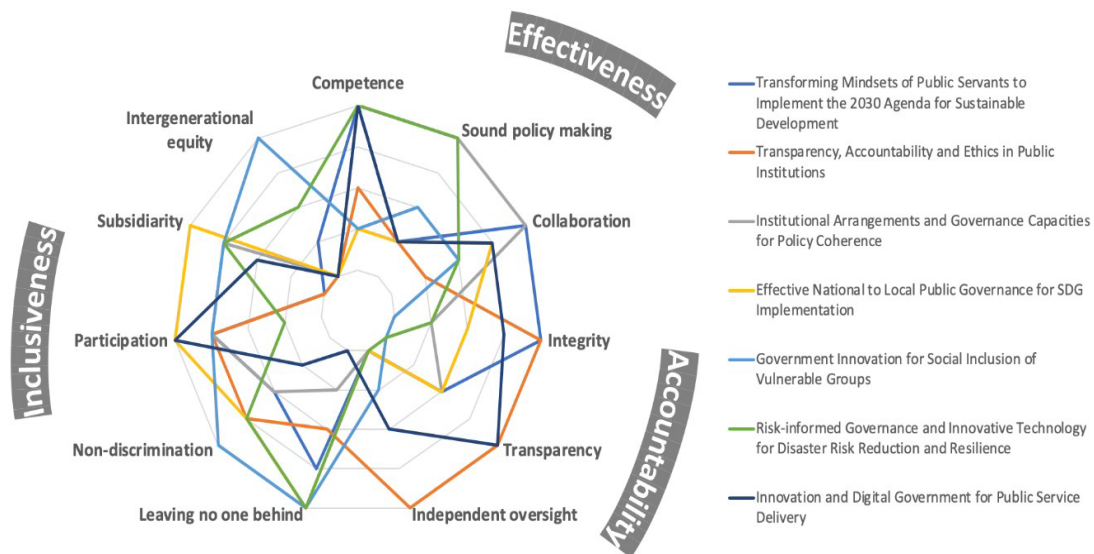 Effectiveness
Competence
Intergenerational
equity
Sound policy making
Subsidiarity
Collaboration
Inclusiveness
Participation
Integrity
Accountability
Non-discrimination
Transparency
Leaving no one behind
Independent oversight
Transforming Mindsets of Public Servants to
Implement the 2030 Agenda for Sustainable
Development
Transparency, Accountability and Ethics in Public
Institutions
Institutional Arrangements and Governance Capacities
for Policy Coherence
Effective National to Local Public Governance for SDG
Implementation
Government Innovation for Social Inclusion of
Vulnerable Groups
Risk-informed Governance and Innovative Technology
for Disaster Risk Reduction and Resilience
Innovation and Digital Government for Public Service
Delivery